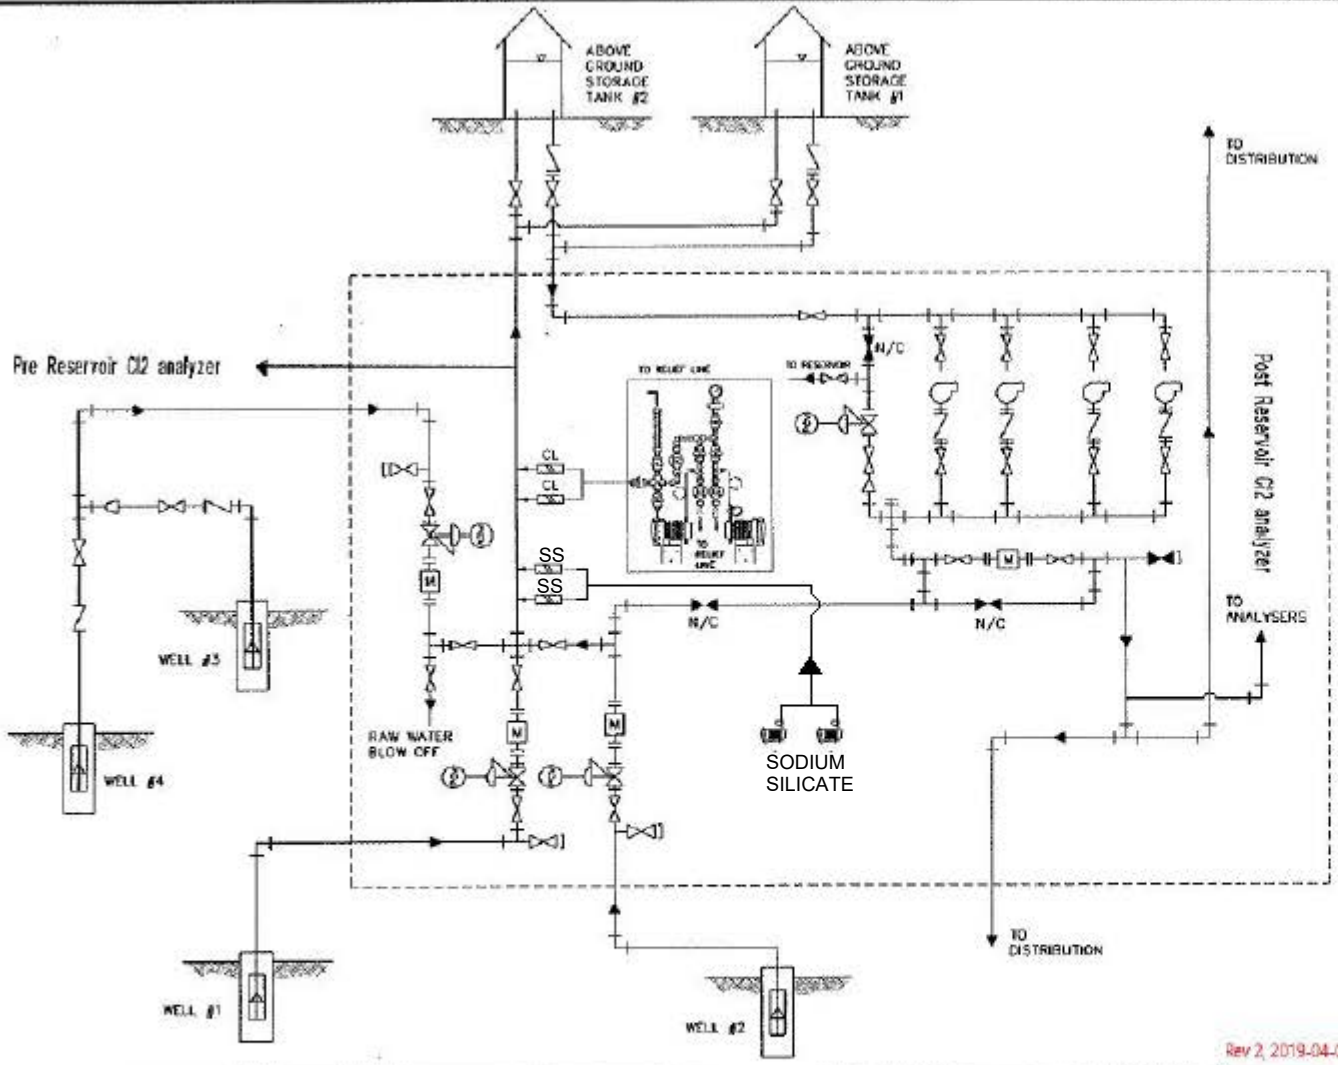 ABOVE
GROUND
STORAGE
TANK #2
ABOVE
GROUND
STORAGE
TANK #1
TO
DISTRIBUTION
Pre Reservoir Cl2 analyzer
N/C
TO RESERVOIR
TO RELIEF LINE
Post Reservoir Cl2 analyzer
CL
CL
M
TO
RELIEF
LINE
SS
SS
M
N/C
N/C
TO
ANALYSERS
WELL #3
RAW WATER
BLOW OFF
M
M
WELL #4
SODIUM
SILICATE
TO
DISTRIBUTION
WELL #1
WELL #2
Rev 2, 2019-04-